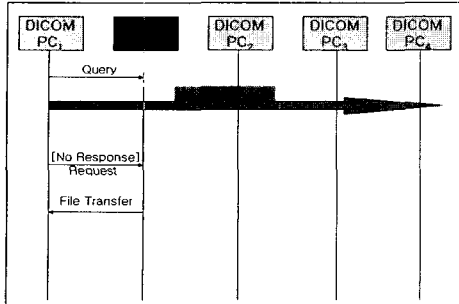 DICOM
PC1
DICOM
PC2
DICOM
PC3
DICOM
PC4
Query
[No Response]
Request
File Transfer